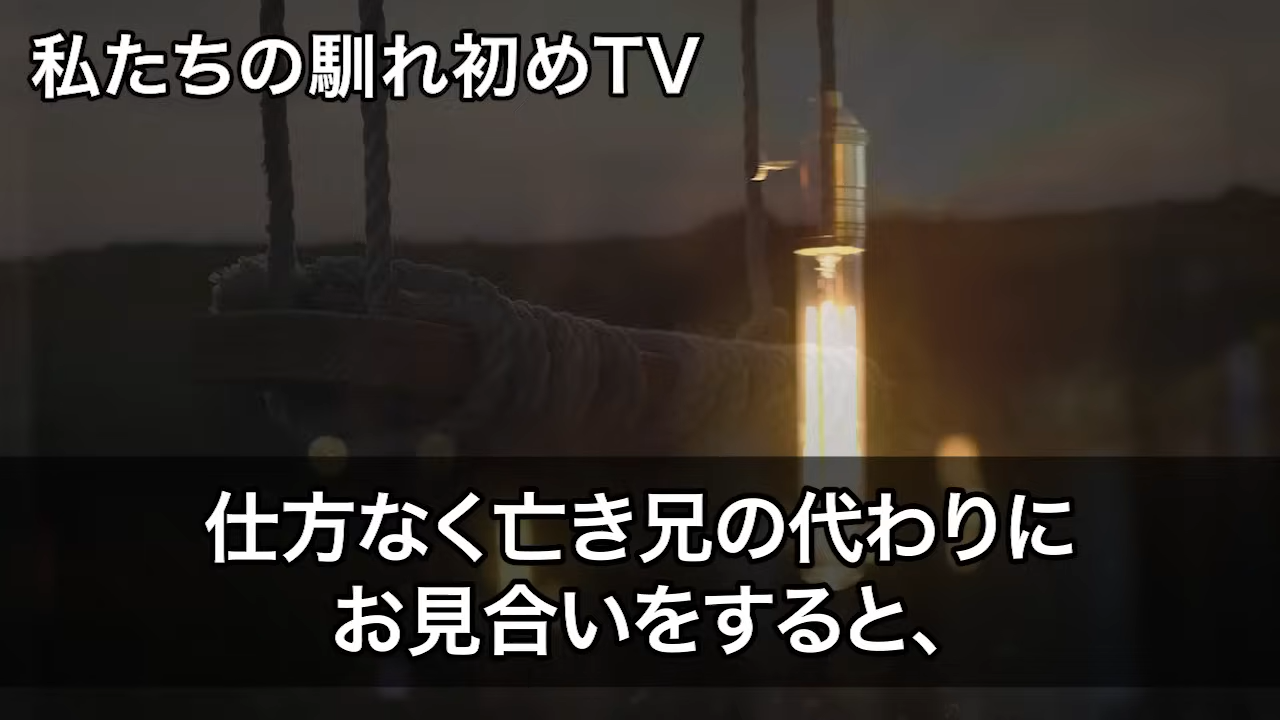 私たちの馴れ初めTV
仕方なく亡き兄の代わりに
お見合いをすると、